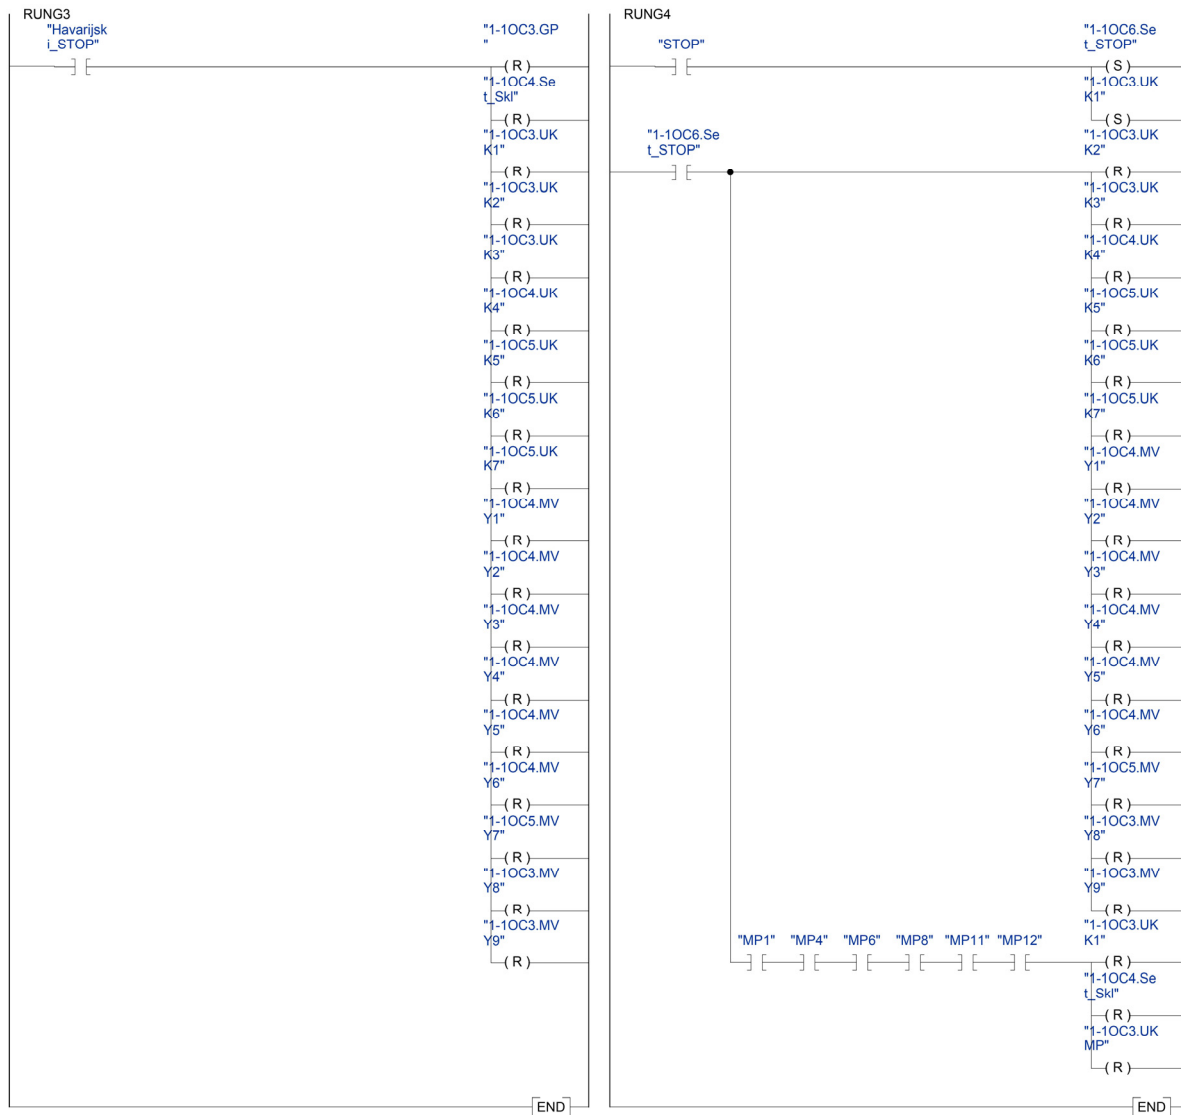 RUNG3
"Havarijsk
i_STOP"
"1-1OC3.GP
"
( R )
"1-1OC4.Se
t_Skl"
( R )
"1-1OC3.UK
K1"
( R )
"1-1OC3.UK
K2"
( R )
"1-1OC3.UK
K3"
( R )
"1-1OC4.UK
K4"
( R )
"1-1OC5.UK
K5"
( R )
"1-1OC5.UK
K6"
( R )
"1-1OC5.UK
K7"
( R )
"1-1OC4.MV
Y1"
( R )
"1-1OC4.MV
Y2"
( R )
"1-1OC4.MV
Y3"
( R )
"1-1OC4.MV
Y4"
( R )
"1-1OC4.MV
Y5"
( R )
"1-1OC4.MV
Y6"
( R )
"1-1OC5.MV
Y7"
( R )
"1-1OC3.MV
Y8"
( R )
"1-1OC3.MV
Y9"
( R )
END
RUNG4
"STOP"
"1-1OC6.Se
t_STOP"
( S )
"1-1OC3.UK
K1"
( S )
"1-1OC6.Se
t_STOP"
"1-1OC3.UK
K2"
( R )
"1-1OC3.UK
K3"
( R )
"1-1OC4.UK
K4"
( R )
"1-1OC5.UK
K5"
( R )
"1-1OC5.UK
K6"
( R )
"1-1OC5.UK
K7"
( R )
"1-1OC4.MV
Y1"
( R )
"1-1OC4.MV
Y2"
( R )
"1-1OC4.MV
Y3"
( R )
"1-1OC4.MV
Y4"
( R )
"1-1OC4.MV
Y5"
( R )
"1-1OC4.MV
Y6"
( R )
"1-1OC5.MV
Y7"
( R )
"1-1OC3.MV
Y8"
( R )
"1-1OC3.MV
Y9"
( R )
"MP1" "MP4" "MP6" "MP8" "MP11" "MP12"
"1-1OC3.UK
K1"
( R )
"1-1OC4.Se
t_Skl"
( R )
"1-1OC3.UK
MP"
( R )
END